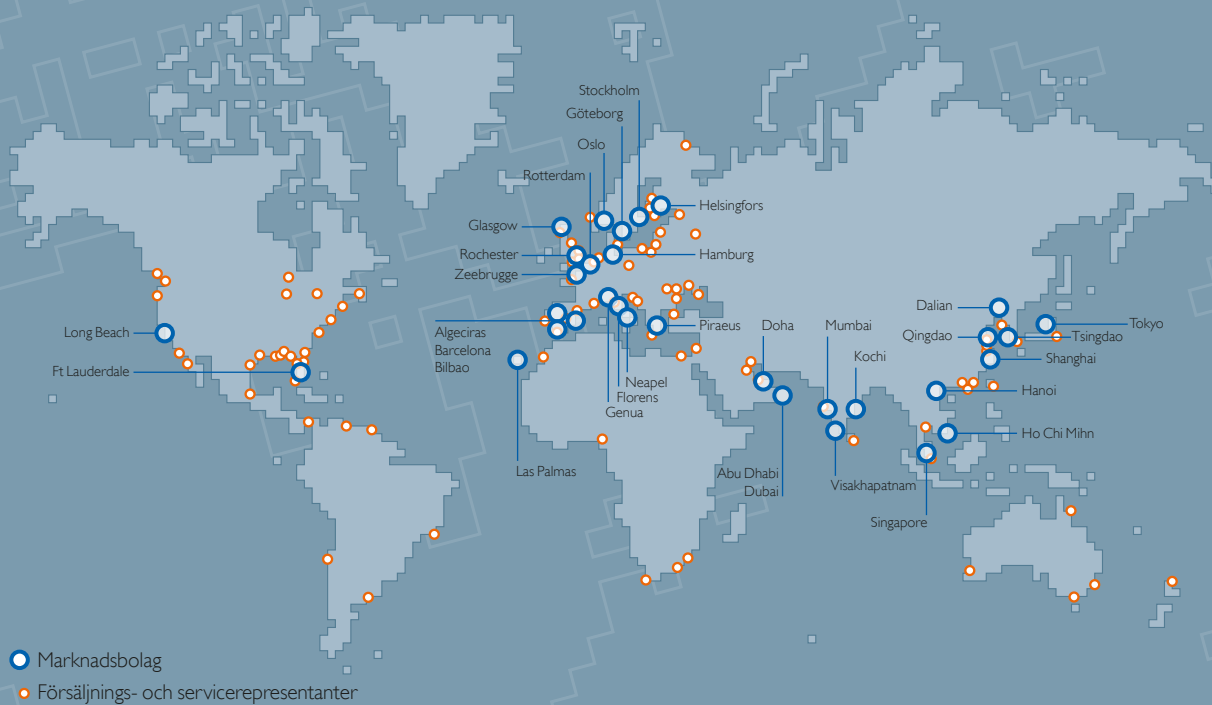 Stockholm
Göteborg
Oslo
Rotterdam
Helsingfors
Glasgow
Rochester
Hamburg
Zeebrugge
Dalian
Long Beach
Algeciras
Barcelona
Bilbao
Piraeus
Doha
Mumbai
Tokyo
Qingdao
Tsingdao
Kochi
Shanghai
Ft Lauderdale
Neapel
Florens
Genua
Hanoi
Ho Chi Mihn
Las Palmas
Abu Dhabi
Dubai
Visakhapatnam
Singapore
Marknadsbolag
Försäljnings- och servicerepresentanter